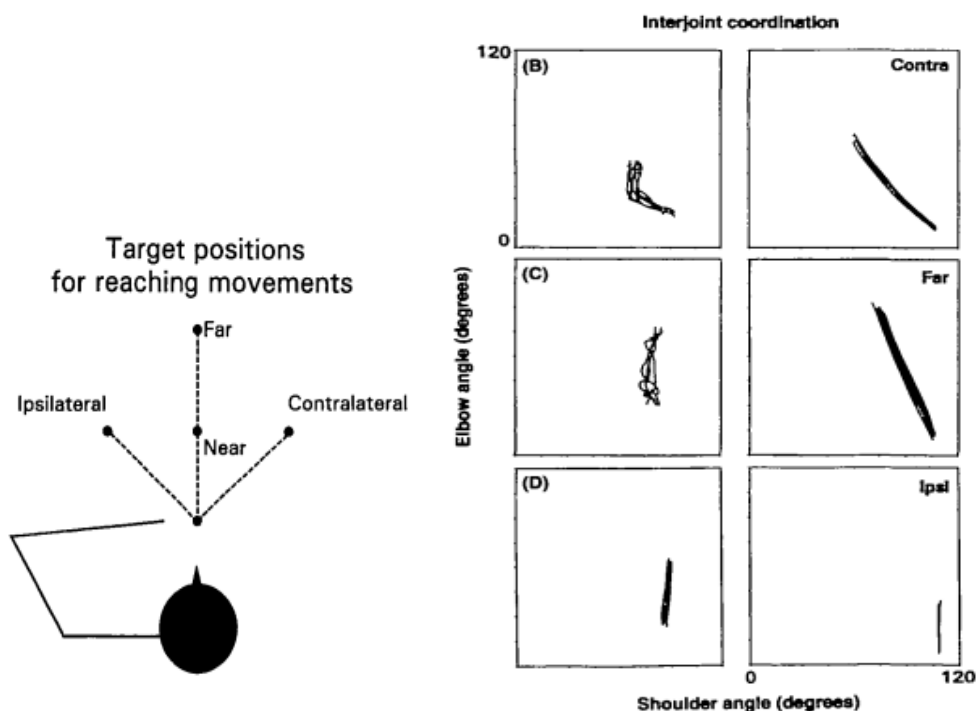 Target positions
for reaching movements
Far
Ipsilateral
Contralateral
Near
Interjoint coordination
120
(B)
Contra
0
(C)
Far
(D)
Ipsi
Elbow angle (degrees)
0
120
Shoulder angle (degrees)